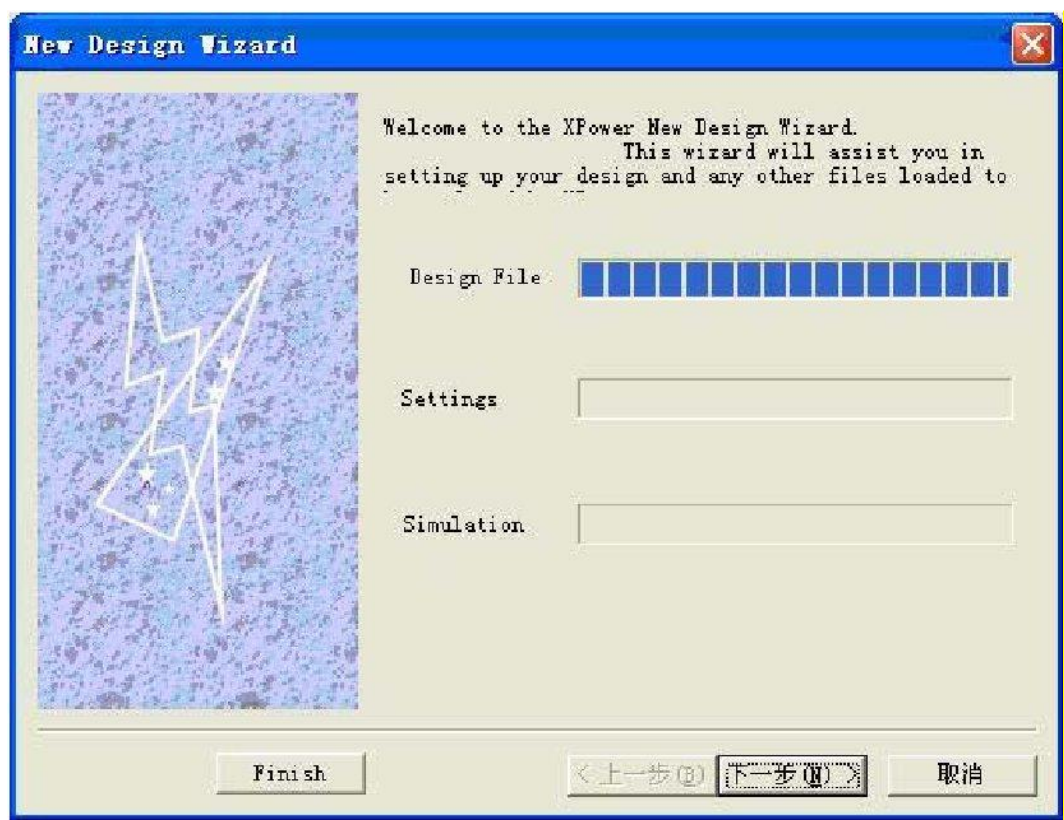 New Design Wizard
Welcome to the XPower New Design Wizard.
This wizard will assist you in
setting up your design and any other files loaded to
Design File
Settings
Simulation
Finish
< 上一步(B)
下一步(N) >
取消